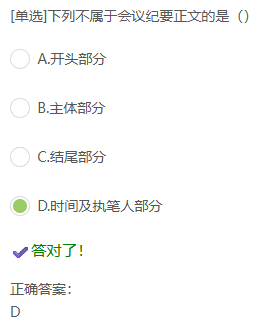 [单选]下列不属于会议纪要正文的是（）
A.开头部分
B.主体部分
C.结尾部分
D.时间及执笔人部分
答对了！
正确答案：
D